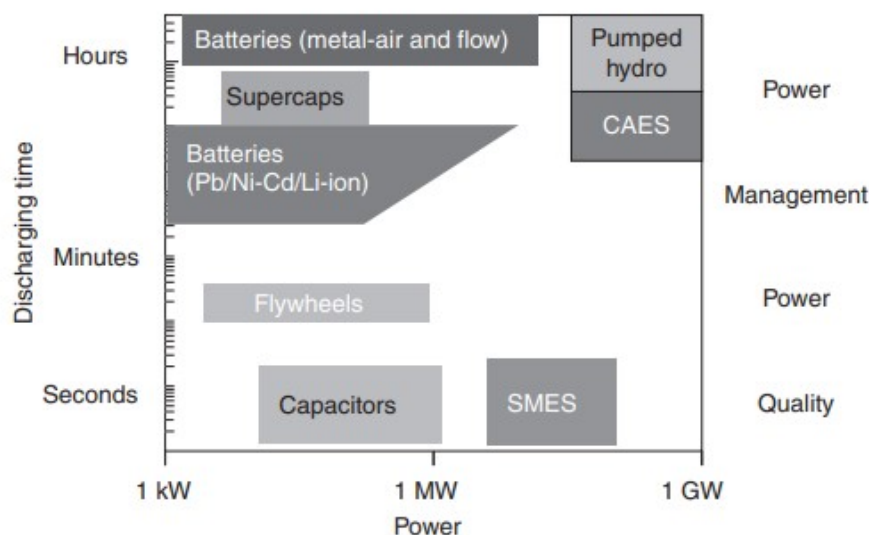 Hours
Minutes
Seconds
Discharging time
Batteries (metal-air and flow)
Supercaps
Batteries
(Pb/Ni-Cd/Li-ion)
Flywheels
Capacitors
SMES
Pumped
hydro
CAES
Power
Management
Power
Quality
1 kW
1 MW
1 GW
Power